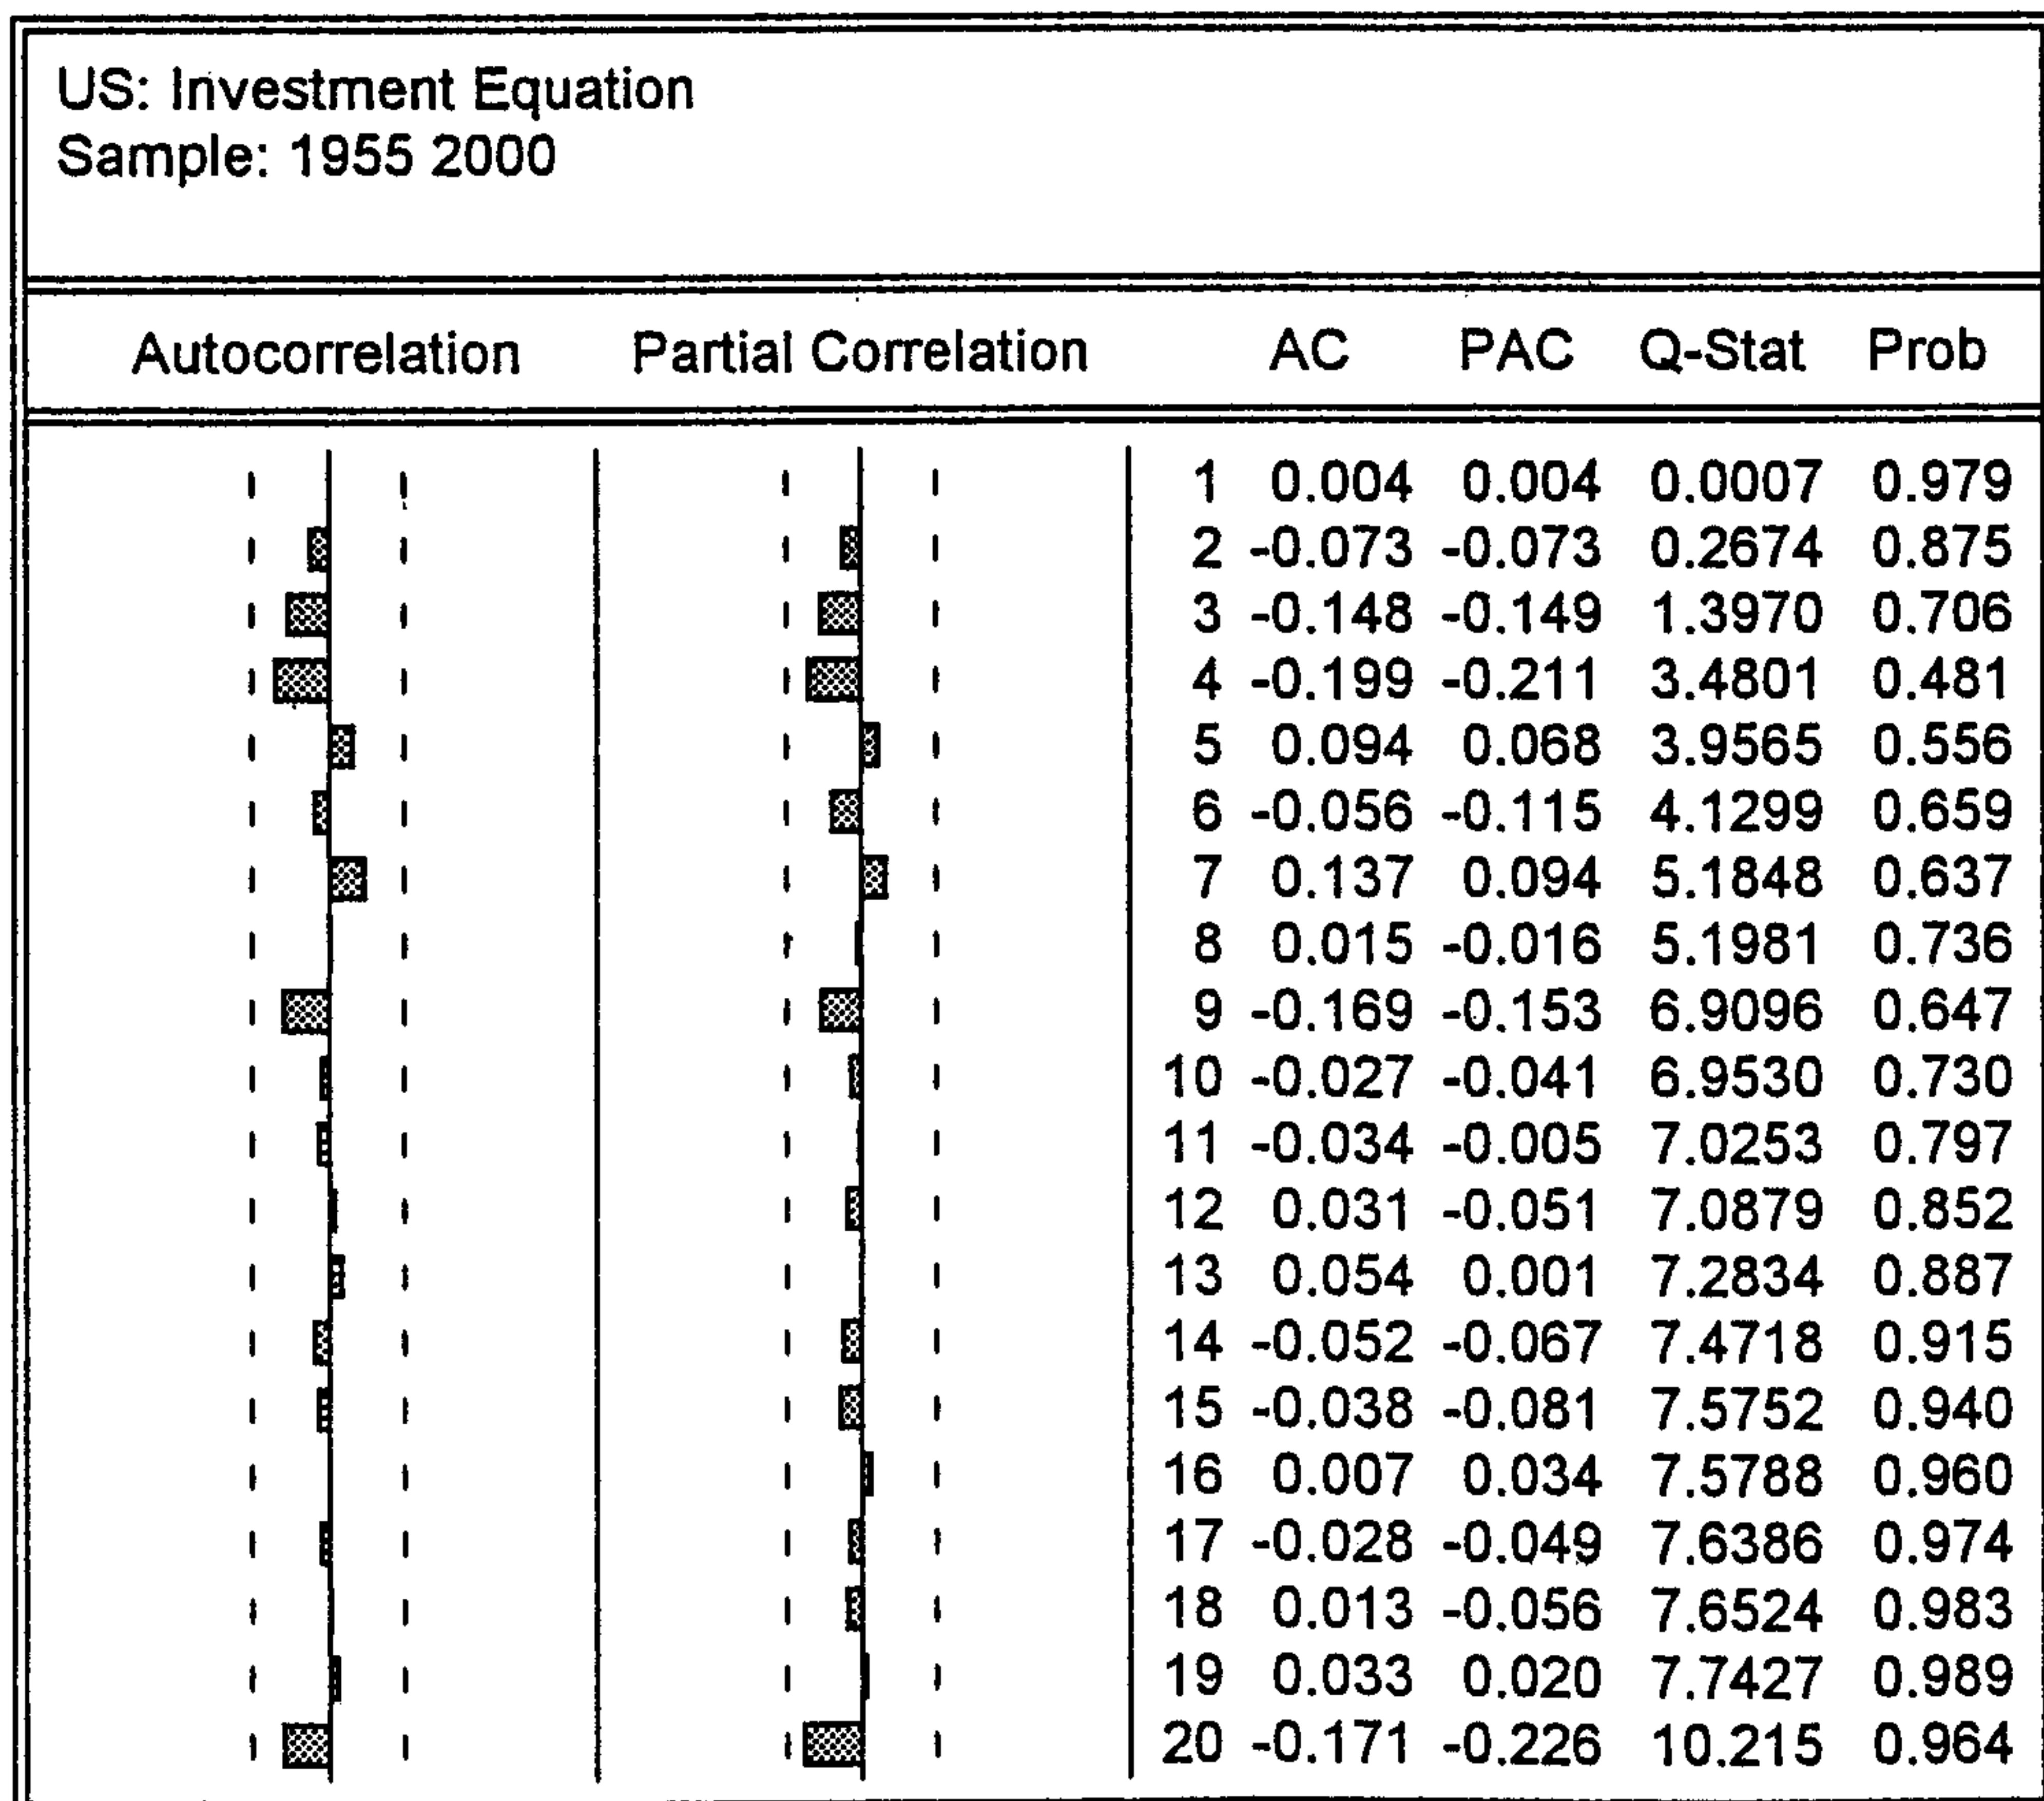 US: Investment Equation
Sample: 1955 2000
Autocorrelation Partial Correlation AC PAC Q-Stat Prob
1 0.004 0.004 0.0007 0.979
2 -0.073 -0.073 0.2674 0.875
3 -0.148 -0.149 1.3970 0.706
4 -0.199 -0.211 3.4801 0.481
5 0.094 0.068 3.9565 0.556
6 -0.056 -0.115 4.1299 0.659
7 0.137 0.094 5.1848 0.637
8 0.015 -0.016 5.1981 0.736
9 -0.169 -0.153 6.9096 0.647
10 -0.027 -0.041 6.9530 0.730
11 -0.034 -0.005 7.0253 0.797
12 0.031 -0.051 7.0879 0.852
13 0.054 0.001 7.2834 0.887
14 -0.052 -0.067 7.4718 0.915
15 -0.038 -0.081 7.5752 0.940
16 0.007 0.034 7.5788 0.960
17 -0.028 -0.049 7.6386 0.974
18 0.013 -0.056 7.6524 0.983
19 0.033 0.020 7.7427 0.989
20 -0.171 -0.226 10.215 0.964